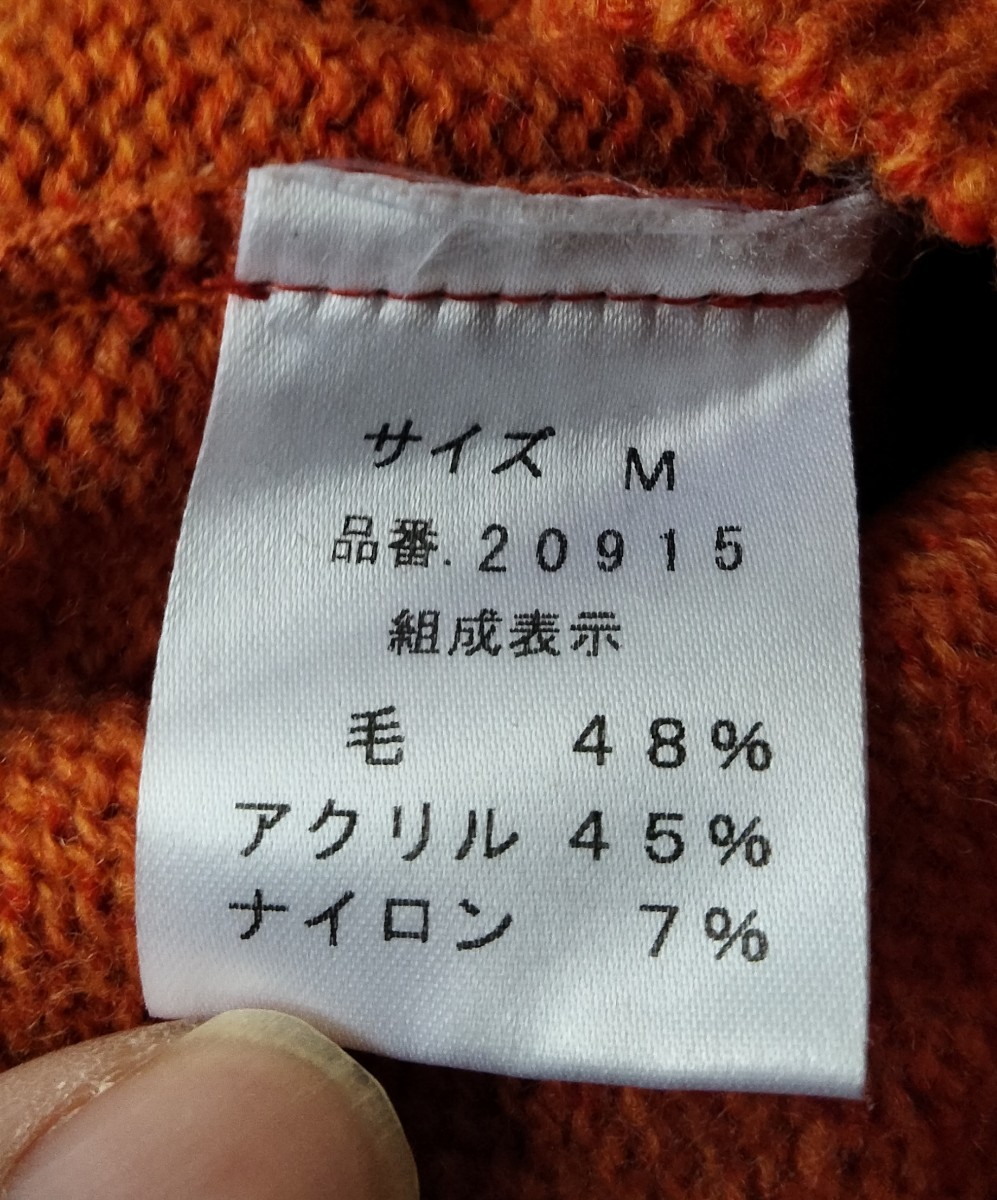 サイズ M
品番.20915
組成表示
毛 48%
アクリル 45%
ナイロン 7%